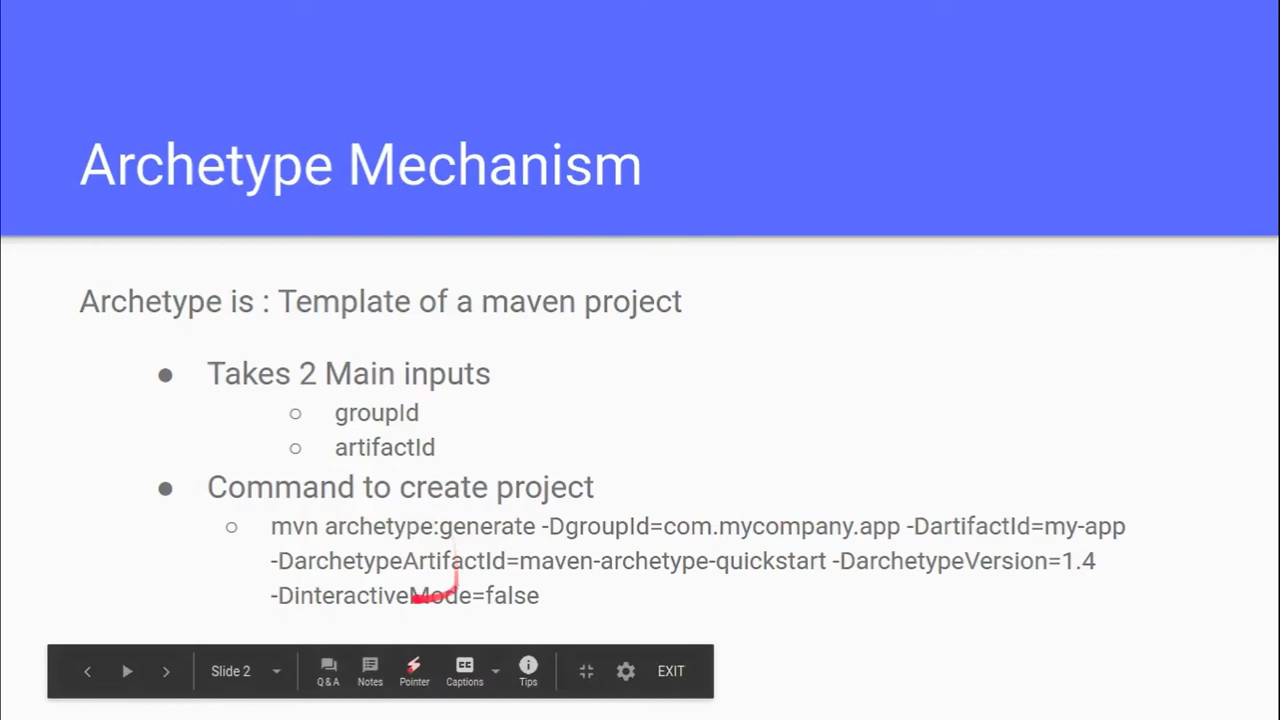 Archetype Mechanism
Archetype is : Template of a maven project
● Takes 2 Main inputs
○ groupId
○ artifactId
● Command to create project
○ mvn archetype:generate -DgroupId=com.mycompany.app -DartifactId=my-app
-DarchetypeArtifactId=maven-archetype-quickstart -DarchetypeVersion=1.4
-DinteractiveMode=false
Slide 2
Q&A Notes Pointer Captions Tips EXIT